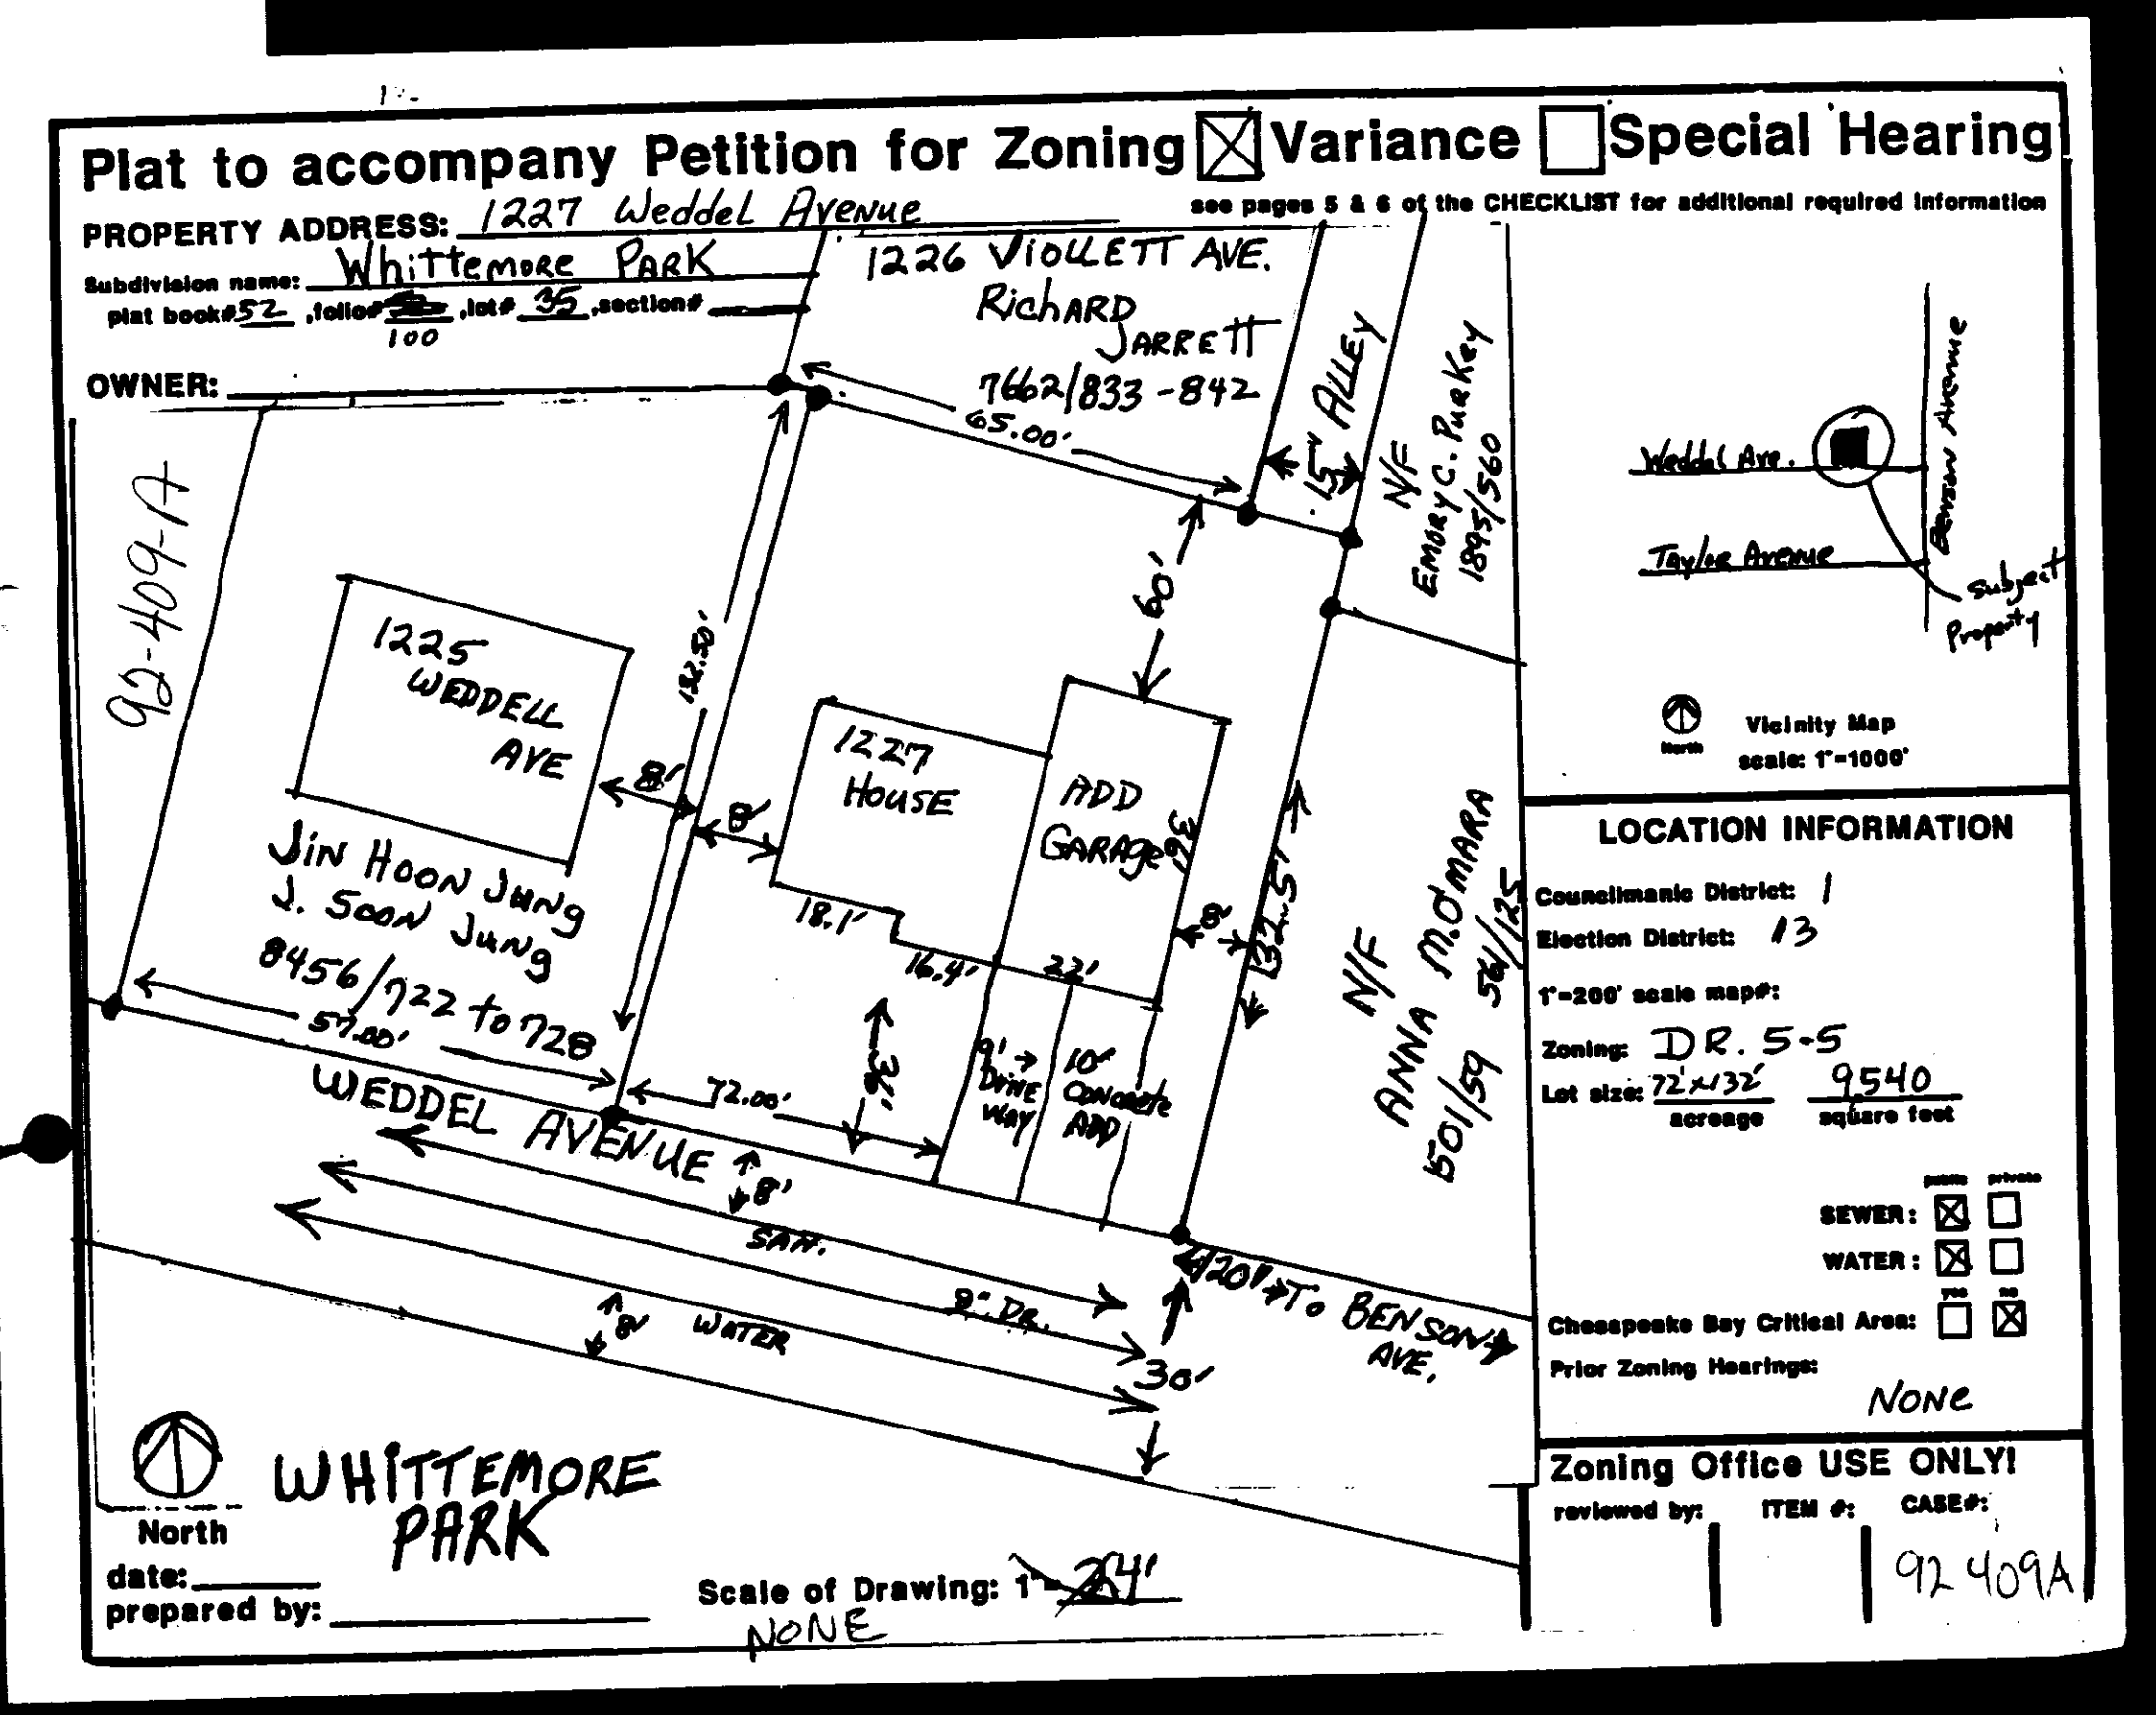 Plat to accompany Petition for Zoning Variance Special Hearing
PROPERTY ADDRESS: 1227 Weddel Avenue
see pages 5 & 6 of the CHECKLIST for additional required information
Subdivision name: Whittemore PARK
plat book# 52 ,folio# 100 ,lot# 35 ,section#
OWNER:
1226 ViOLLETT AVE.
RichARD
JARRETT
7662/833-842
65.00'
15' ALLEY
N/F
EMORY C. PURKEY
1895/560
92-409-A
1225
WEDDELL
AVE
JiN HOON JUNG
J. SOON JUNG
8456/722 to 728
57.00'
132.50'
8'
8'
1227
HOUSE
18.1'
16.4'
60'
ADD
GARAge
36'
22'
8'
132.5'
N/F
ANNA M. O'MARA
1501/59 561/125
72.00'
36'
9'
DRIVE
WAY
10'
CONCRETE
ADD
WEDDEL AVENUE
8'
SAN.
8" DR.
8'
WATER
30'
420' To BENSON
AVE.
Weddel Ave.
Benson Avenue
Taylor Avenue
Subject
Property
North
Vicinity Map
scale: 1"=1000'
LOCATION INFORMATION
Councilmanic District: 1
Election District: 13
1"=200' scale map#:
Zoning: D R. 5-5
Lot size: 72'x132' 9540
acreage square feet
public private
SEWER:
WATER:
yes no
Chesapeake Bay Critical Area:
Prior Zoning Hearings:
NONE
Zoning Office USE ONLY!
reviewed by: ITEM #: CASE#:
92 409A
North
WHITTEMORE
PARK
date:
prepared by:
Scale of Drawing: 1"= 24'
NONE